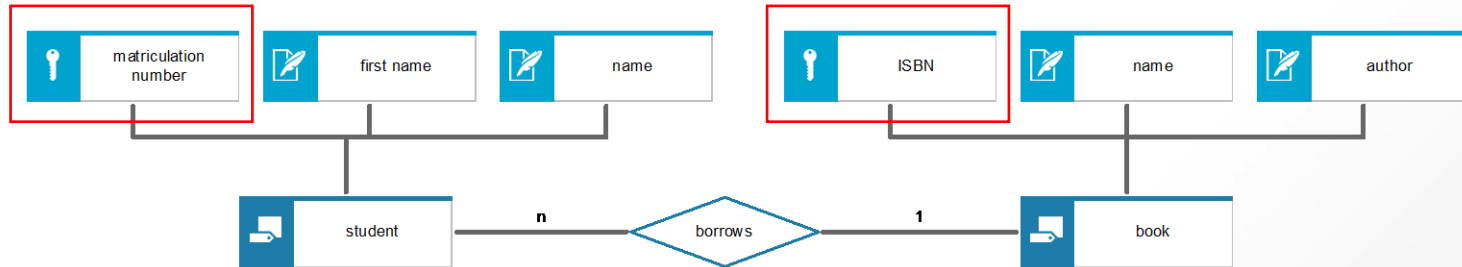 matriculation
number
first name
name
ISBN
name
author
student
n
borrows
1
book